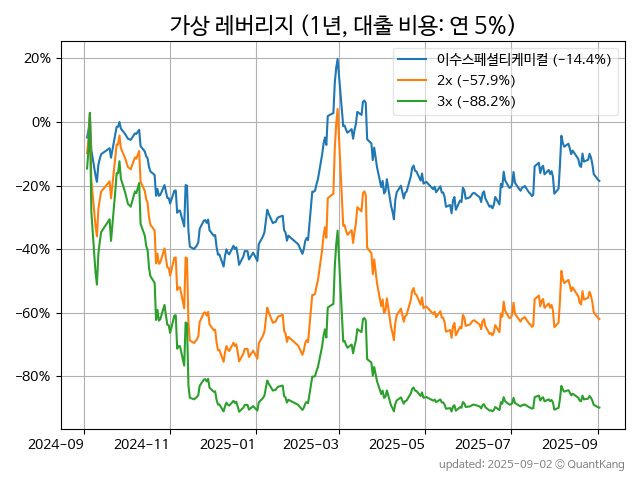 가상 레버리지 (1년, 대출 비용: 연 5%)
이수스페셜티케미컬 (−14.4%)
2x (−57.9%)
3x (−88.2%)
20%
0%
−20%
−40%
−60%
−80%
2024-09 2024-11 2025-01 2025-03 2025-05 2025-07 2025-09
updated: 2025-09-02 © QuantKang